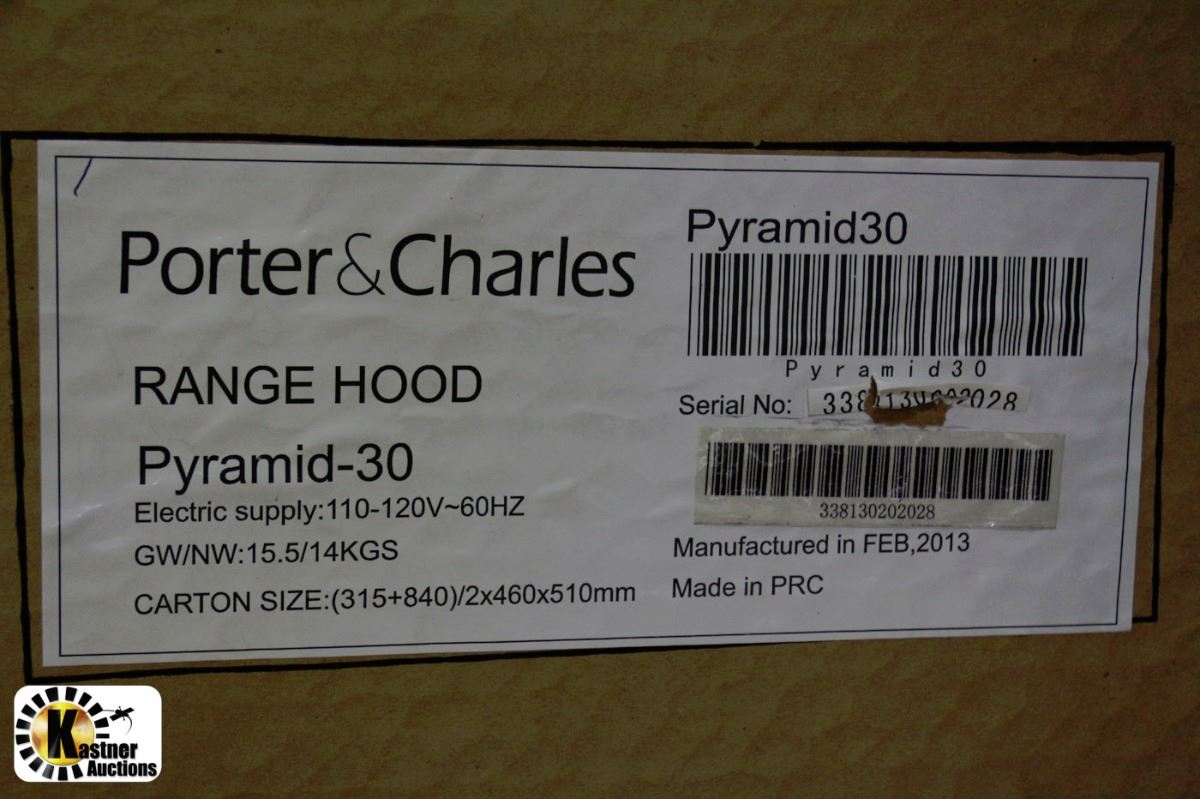 Porter&Charles
RANGE HOOD
Pyramid-30
Electric supply:110-120V~60HZ
GW/NW:15.5/14KGS
CARTON SIZE:(315+840)/2x460x510mm
Pyramid30
Pyramid30
Serial No:
338130202028
Manufactured in FEB,2013
Made in PRC
Kastner
Auctions